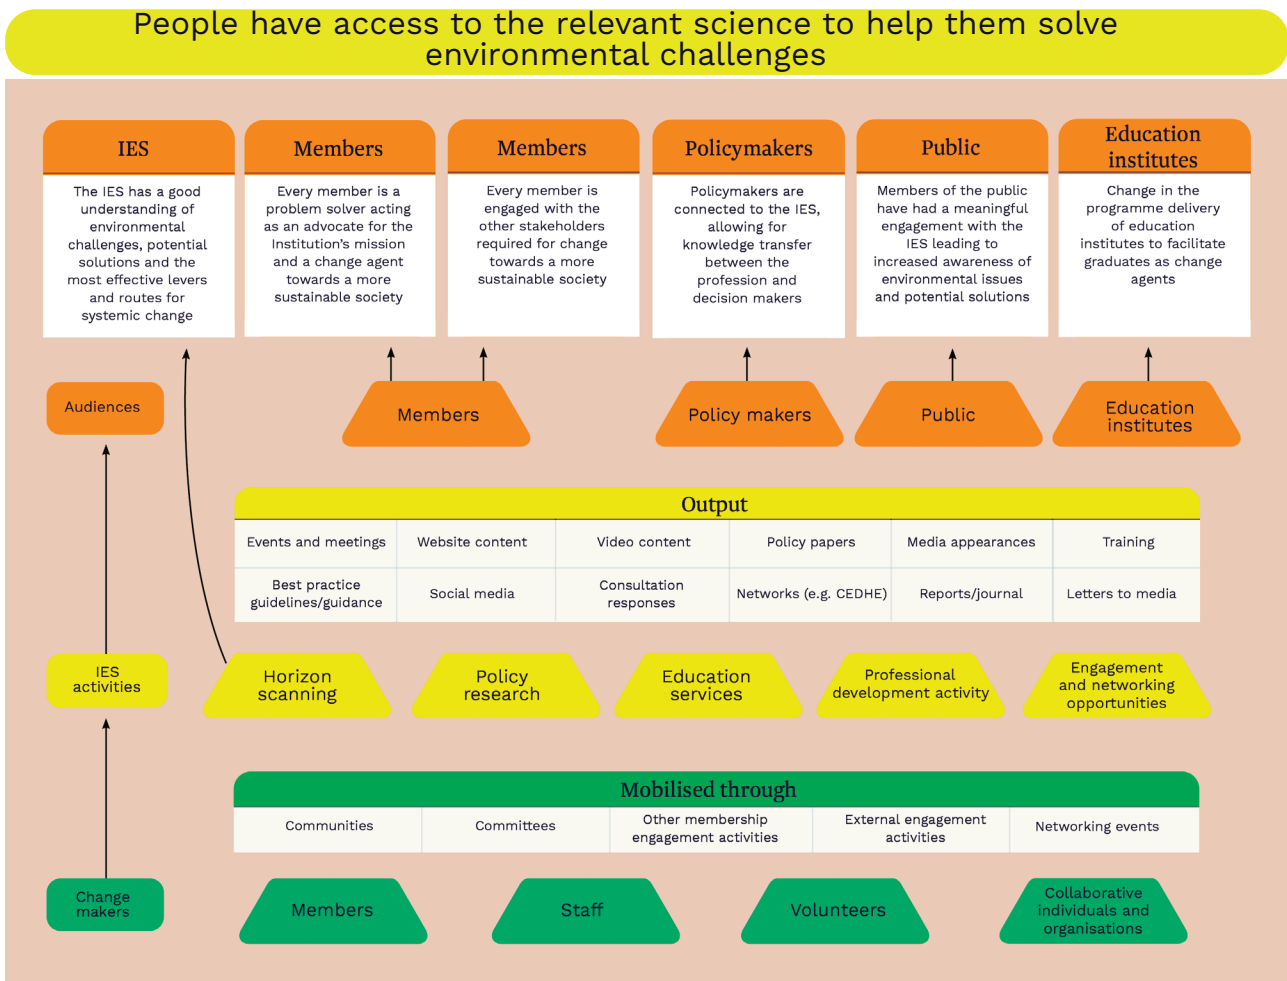 People have access to the relevant science to help them solve
environmental challenges
IES
The IES has a good
understanding of
environmental
challenges, potential
solutions and the
most effective levers
and routes for
systemic change
Members
Every member is a
problem solver acting
as an advocate for the
Institution’s mission
and a change agent
towards a more
sustainable society
Members
Every member is
engaged with the
other stakeholders
required for change
towards a more
sustainable society
Policymakers
Policymakers are
connected to the IES,
allowing for
knowledge transfer
between the
profession and
decision makers
Public
Members of the public
have had a meaningful
engagement with the
IES leading to
increased awareness of
environmental issues
and potential solutions
Education
institutes
Change in the
programme delivery
of education
institutes to facilitate
graduates as change
agents
Audiences
Members
Policy makers
Public
Education
institutes
Output
Events and meetings
Website content
Video content
Policy papers
Media appearances
Training
Best practice
guidelines/guidance
Social media
Consultation
responses
Networks (e.g. CEDHE)
Reports/journal
Letters to media
IES
activities
Horizon
scanning
Policy
research
Education
services
Professional
development activity
Engagement
and networking
opportunities
Mobilised through
Communities
Committees
Other membership
engagement activities
External engagement
activities
Networking events
Change
makers
Members
Staff
Volunteers
Collaborative
individuals and
organisations